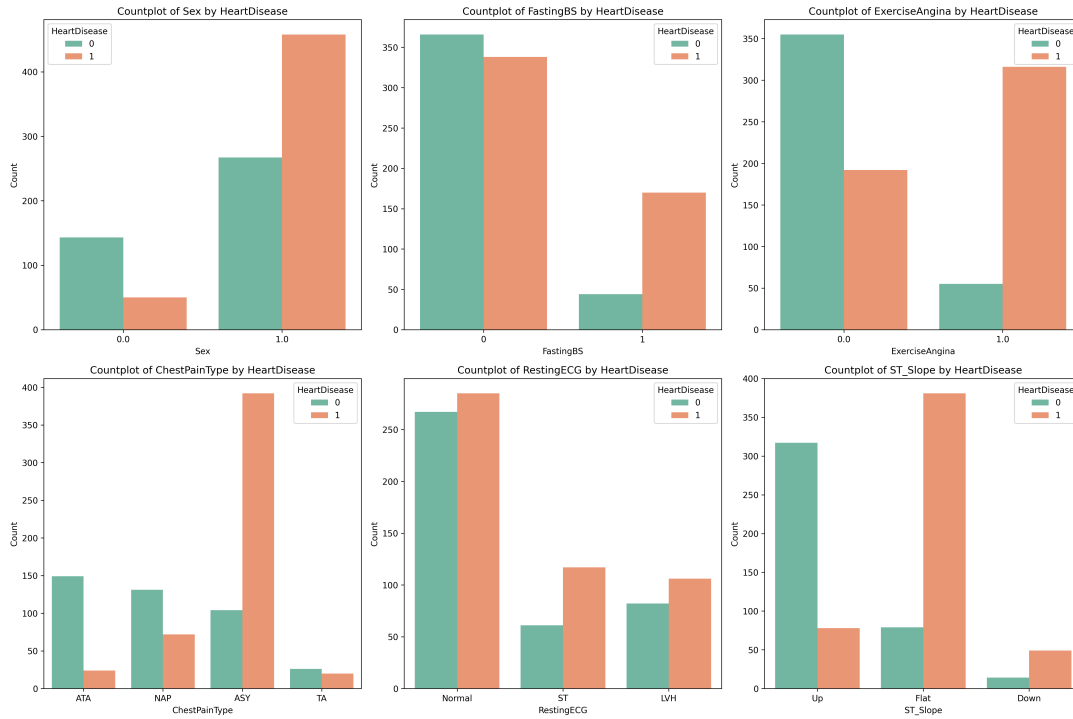 Countplot of Sex by HeartDisease
HeartDisease
0
1
400
300
200
100
0
Count
0.0
1.0
Sex
Countplot of FastingBS by HeartDisease
HeartDisease
0
1
350
300
250
200
150
100
50
0
Count
0
1
FastingBS
Countplot of ExerciseAngina by HeartDisease
HeartDisease
0
1
350
300
250
200
150
100
50
0
Count
0.0
1.0
ExerciseAngina
Countplot of ChestPainType by HeartDisease
HeartDisease
0
1
400
350
300
250
200
150
100
50
0
Count
ATA
NAP
ASY
TA
ChestPainType
Countplot of RestingECG by HeartDisease
HeartDisease
0
1
250
200
150
100
50
0
Count
Normal
ST
LVH
RestingECG
Countplot of ST_Slope by HeartDisease
HeartDisease
0
1
400
350
300
250
200
150
100
50
0
Count
Up
Flat
Down
ST_Slope